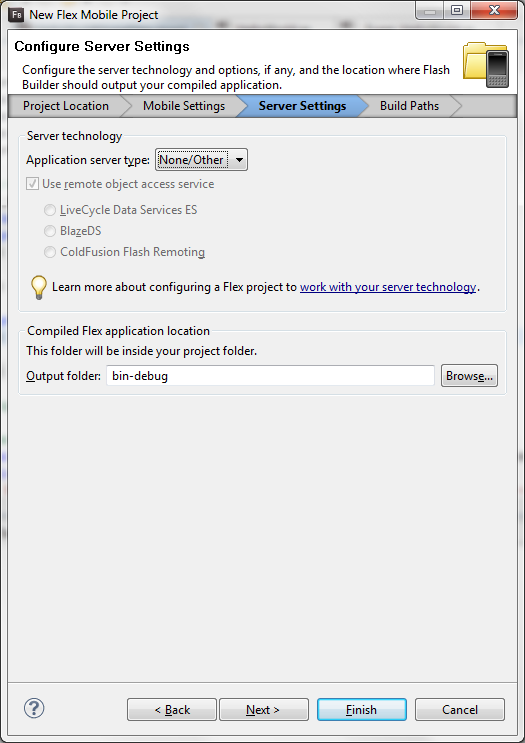 FB New Flex Mobile Project
Configure Server Settings
Configure the server technology and options, if any, and the location where Flash
Builder should output your compiled application.
Project Location Mobile Settings Server Settings Build Paths
Server technology
Application server type: None/Other
Use remote object access service
LiveCycle Data Services ES
BlazeDS
ColdFusion Flash Remoting
Learn more about configuring a Flex project to work with your server technology.
Compiled Flex application location
This folder will be inside your project folder.
Output folder: bin-debug Browse...
? < Back Next > Finish Cancel